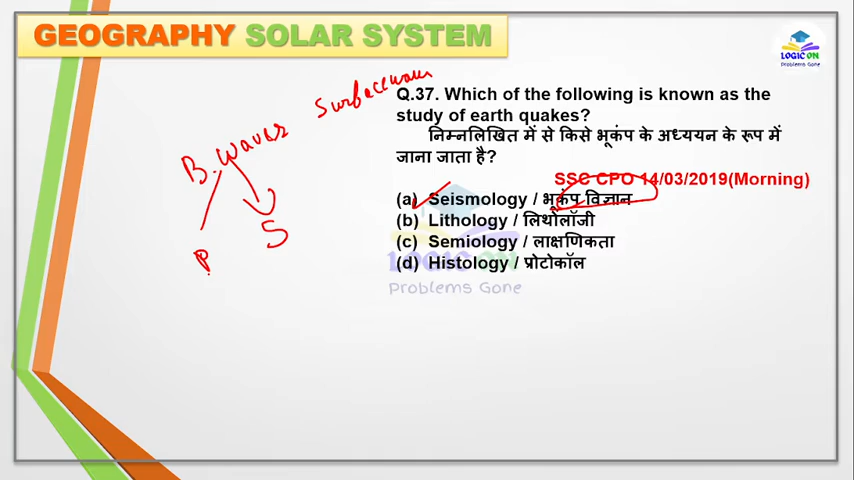 GEOGRAPHY SOLAR SYSTEM
LOGIC ON
Problems Gone
B. waves Surface waves
P S
Q.37. Which of the following is known as the
study of earth quakes?
निम्नलिखित में से किसे भूकंप के अध्ययन के रूप में
जाना जाता है?
SSC CPO 14/03/2019(Morning)
(a) Seismology / भूकंप विज्ञान
(b) Lithology / लिथोलॉजी
(c) Semiology / लाक्षणिकता
(d) Histology / प्रोटोकॉल
LOGIC ON
Problems Gone